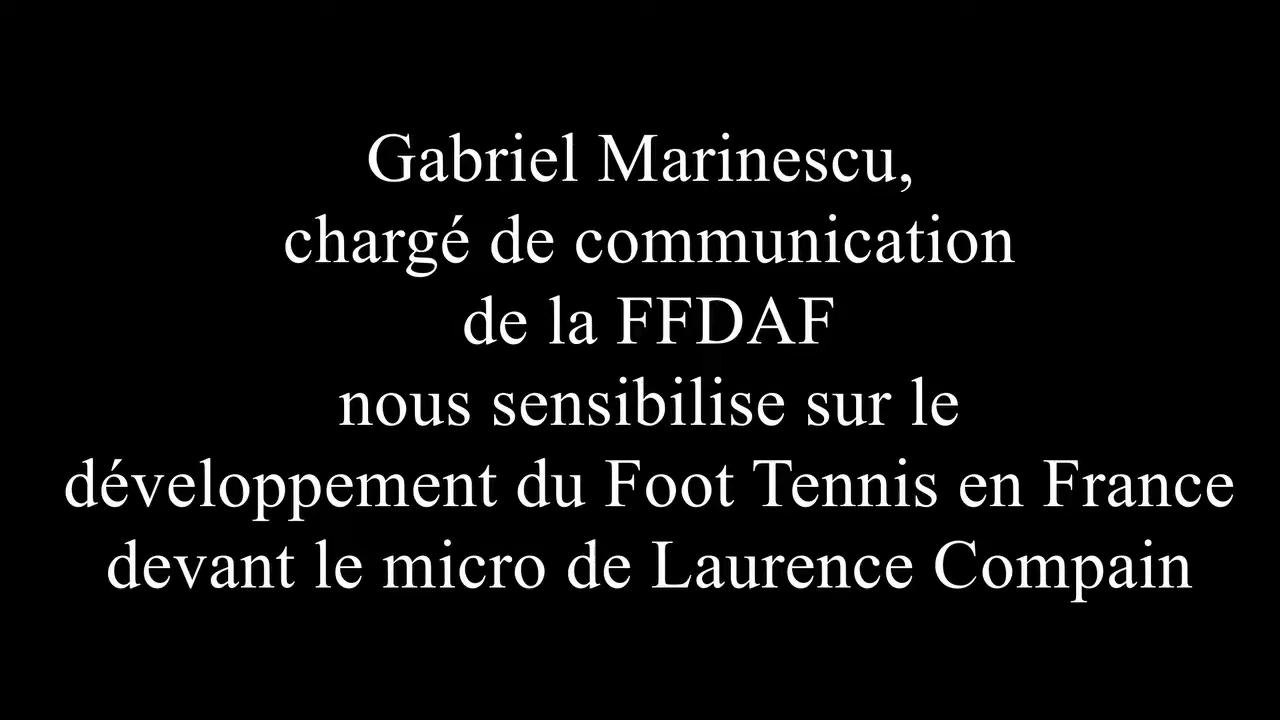 Gabriel Marinescu,
chargé de communication
de la FFDAF
nous sensibilise sur le
développement du Foot Tennis en France
devant le micro de Laurence Compain